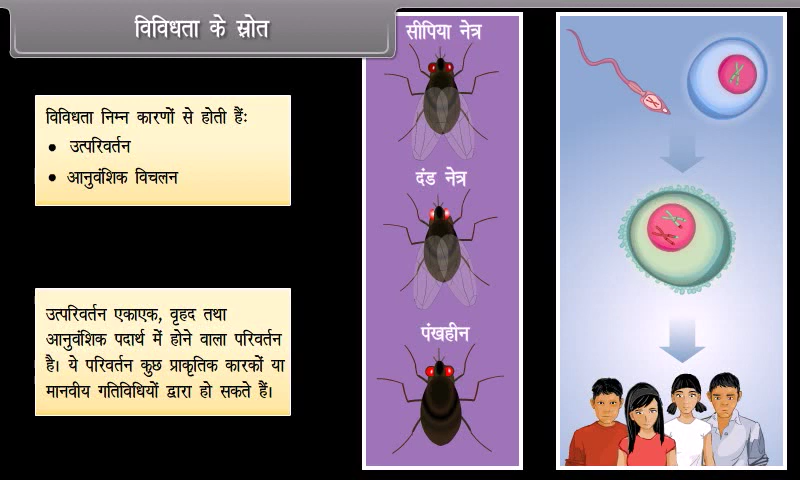 विविधता के स्रोत
विविधता निम्न कारणों से होती हैंः
• उत्परिवर्तन
• आनुवंशिक विचलन
उत्परिवर्तन एकाएक, वृहद तथा
आनुवंशिक पदार्थ में होने वाला परिवर्तन
है। ये परिवर्तन कुछ प्राकृतिक कारकों या
मानवीय गतिविधियों द्वारा हो सकते हैं।
सीपिया नेत्र
दंड नेत्र
पंखहीन